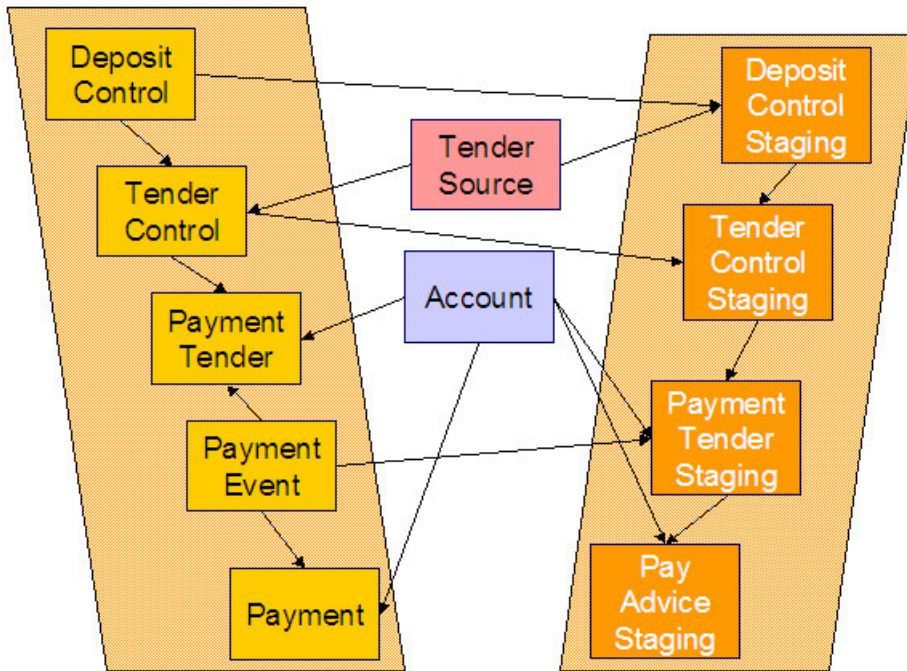 Deposit
Control
Tender
Control
Payment
Tender
Payment
Event
Payment
Tender
Source
Account
Deposit
Control
Staging
Tender
Control
Staging
Payment
Tender
Staging
Pay
Advice
Staging